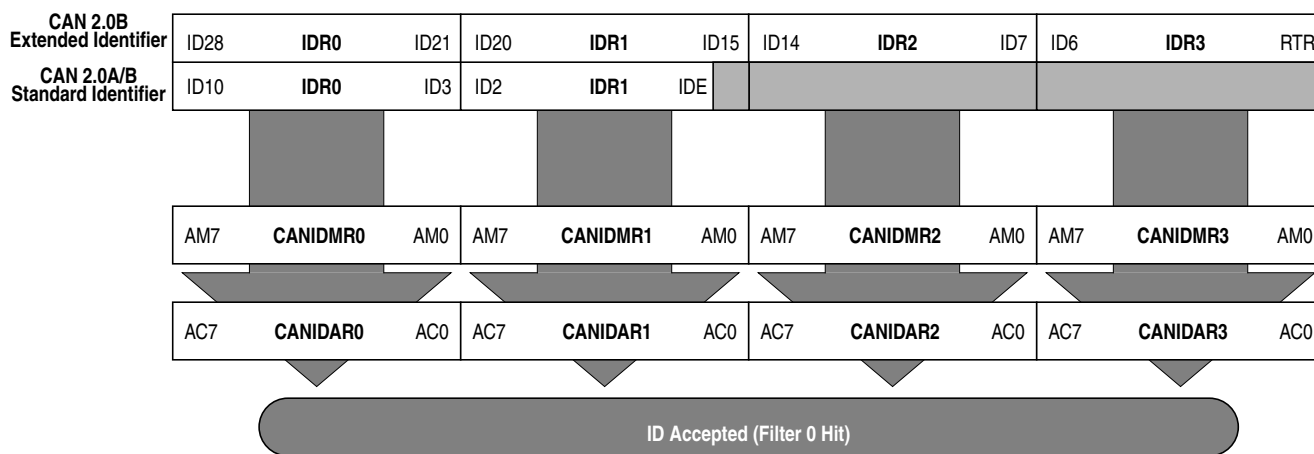 CAN 2.0B
Extended Identifier
ID28 IDR0 ID21 ID20 IDR1 ID15 ID14 IDR2 ID7 ID6 IDR3 RTR
CAN 2.0A/B
Standard Identifier
ID10 IDR0 ID3 ID2 IDR1 IDE
AM7 CANIDMR0 AM0 AM7 CANIDMR1 AM0 AM7 CANIDMR2 AM0 AM7 CANIDMR3 AM0
AC7 CANIDAR0 AC0 AC7 CANIDAR1 AC0 AC7 CANIDAR2 AC0 AC7 CANIDAR3 AC0
ID Accepted (Filter 0 Hit)